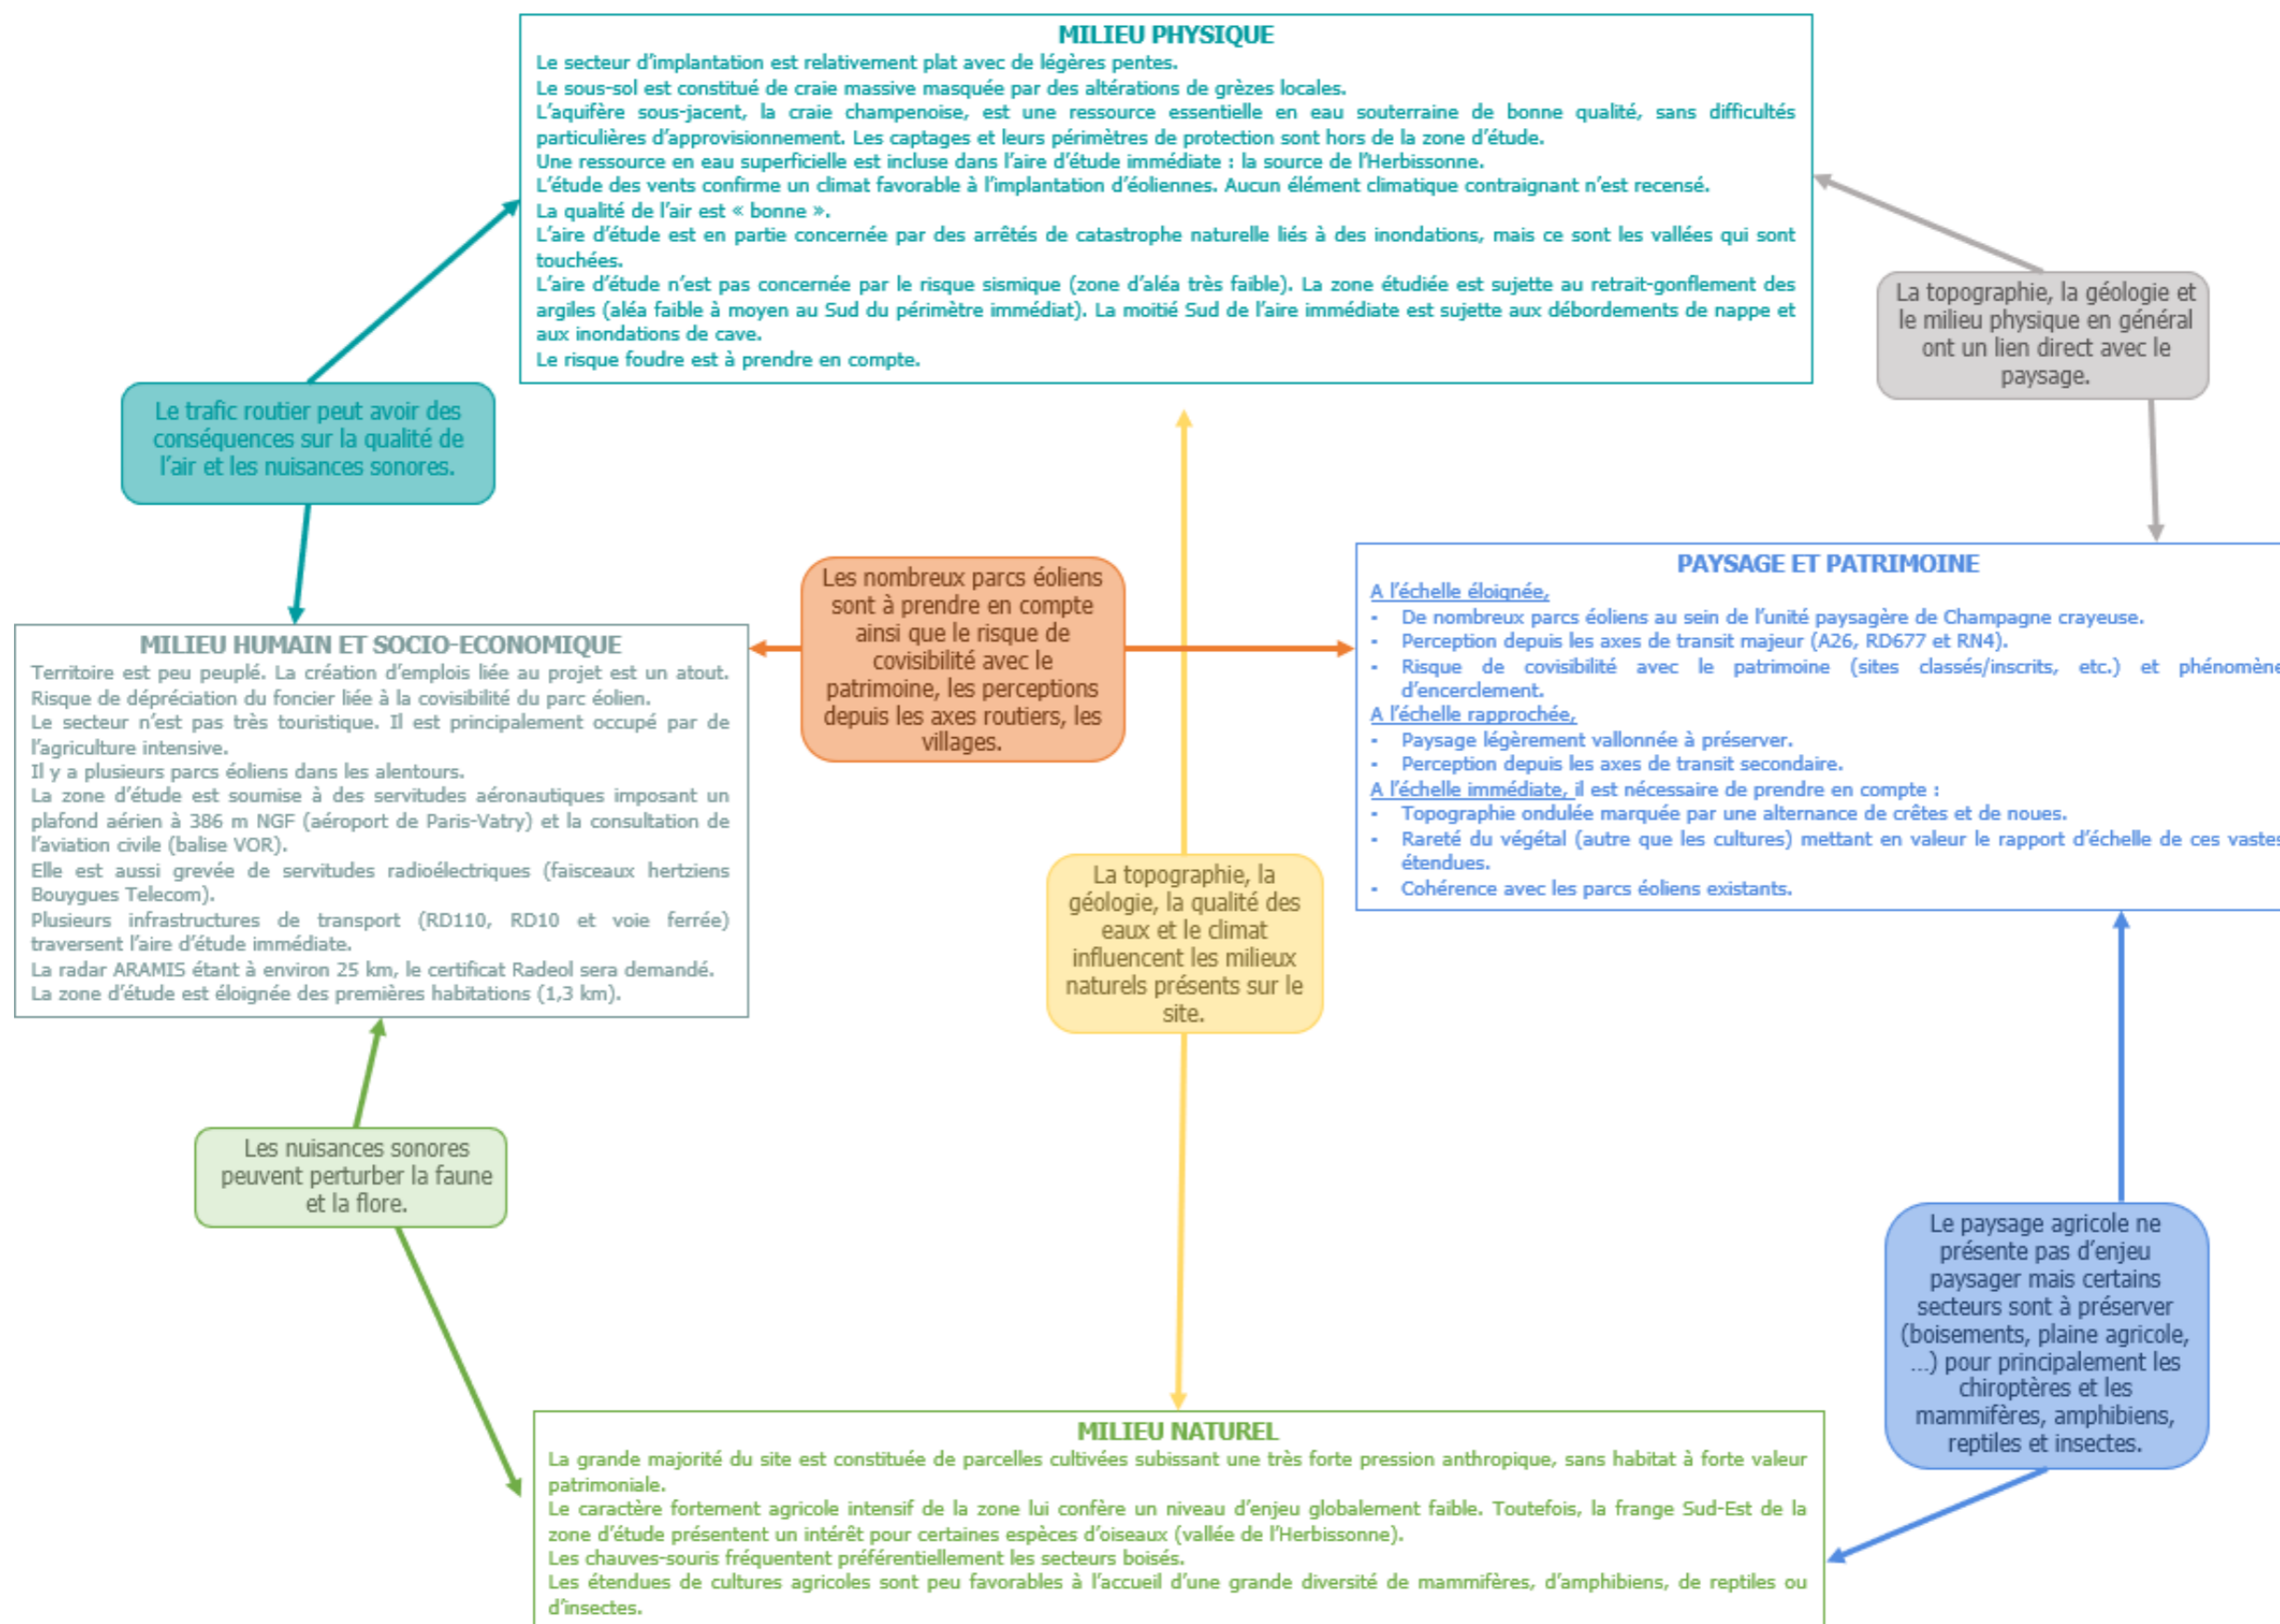 MILIEU PHYSIQUE
Le secteur d'implantation est relativement plat avec de légères pentes.
Le sous-sol est constitué de craie massive masquée par des altérations de grèzes locales.
L'aquifère sous-jacent, la craie champenoise, est une ressource essentielle en eau souterraine de bonne qualité, sans difficultés
particulières d'approvisionnement. Les captages et leurs périmètres de protection sont hors de la zone d'étude.
Une ressource en eau superficielle est incluse dans l'aire d'étude immédiate : la source de l'Herbissonne.
L'étude des vents confirme un climat favorable à l'implantation d'éoliennes. Aucun élément climatique contraignant n'est recensé.
La qualité de l'air est « bonne ».
L'aire d'étude est en partie concernée par des arrêtés de catastrophe naturelle liés à des inondations, mais ce sont les vallées qui sont
touchées.
L'aire d'étude n'est pas concernée par le risque sismique (zone d'aléa très faible). La zone étudiée est sujette au retrait-gonflement des
argiles (aléa faible à moyen au Sud du périmètre immédiat). La moitié Sud de l'aire immédiate est sujette aux débordements de nappe et
aux inondations de cave.
Le risque foudre est à prendre en compte.
La topographie, la géologie et
le milieu physique en général
ont un lien direct avec le
paysage.
Le trafic routier peut avoir des
conséquences sur la qualité de
l'air et les nuisances sonores.
Les nombreux parcs éoliens
sont à prendre en compte
ainsi que le risque de
covisibilité avec le
patrimoine, les perceptions
depuis les axes routiers, les
villages.
PAYSAGE ET PATRIMOINE
A l'échelle éloignée,
- De nombreux parcs éoliens au sein de l'unité paysagère de Champagne crayeuse.
- Perception depuis les axes de transit majeur (A26, RD677 et RN4).
- Risque de covisibilité avec le patrimoine (sites classés/inscrits, etc.) et phénomène
d'encerclement.
A l'échelle rapprochée,
- Paysage légèrement vallonnée à préserver.
- Perception depuis les axes de transit secondaire.
A l'échelle immédiate, il est nécessaire de prendre en compte :
- Topographie ondulée marquée par une alternance de crêtes et de noues.
- Rareté du végétal (autre que les cultures) mettant en valeur le rapport d'échelle de ces vastes
étendues.
- Cohérence avec les parcs éoliens existants.
MILIEU HUMAIN ET SOCIO-ECONOMIQUE
Territoire est peu peuplé. La création d'emplois liée au projet est un atout.
Risque de dépréciation du foncier liée à la covisibilité du parc éolien.
Le secteur n'est pas très touristique. Il est principalement occupé par de
l'agriculture intensive.
Il y a plusieurs parcs éoliens dans les alentours.
La zone d'étude est soumise à des servitudes aéronautiques imposant un
plafond aérien à 386 m NGF (aéroport de Paris-Vatry) et la consultation de
l'aviation civile (balise VOR).
Elle est aussi grevée de servitudes radioélectriques (faisceaux hertziens
Bouygues Telecom).
Plusieurs infrastructures de transport (RD110, RD10 et voie ferrée)
traversent l'aire d'étude immédiate.
La radar ARAMIS étant à environ 25 km, le certificat Radeol sera demandé.
La zone d'étude est éloignée des premières habitations (1,3 km).
La topographie, la
géologie, la qualité des
eaux et le climat
influencent les milieux
naturels présents sur le
site.
Les nuisances sonores
peuvent perturber la faune
et la flore.
Le paysage agricole ne
présente pas d'enjeu
paysager mais certains
secteurs sont à préserver
(boisements, plaine agricole,
...) pour principalement les
chiroptères et les
mammifères, amphibiens,
reptiles et insectes.
MILIEU NATUREL
La grande majorité du site est constituée de parcelles cultivées subissant une très forte pression anthropique, sans habitat à forte valeur
patrimoniale.
Le caractère fortement agricole intensif de la zone lui confère un niveau d'enjeu globalement faible. Toutefois, la frange Sud-Est de la
zone d'étude présentent un intérêt pour certaines espèces d'oiseaux (vallée de l'Herbissonne).
Les chauves-souris fréquentent préférentiellement les secteurs boisés.
Les étendues de cultures agricoles sont peu favorables à l'accueil d'une grande diversité de mammifères, d'amphibiens, de reptiles ou
d'insectes.